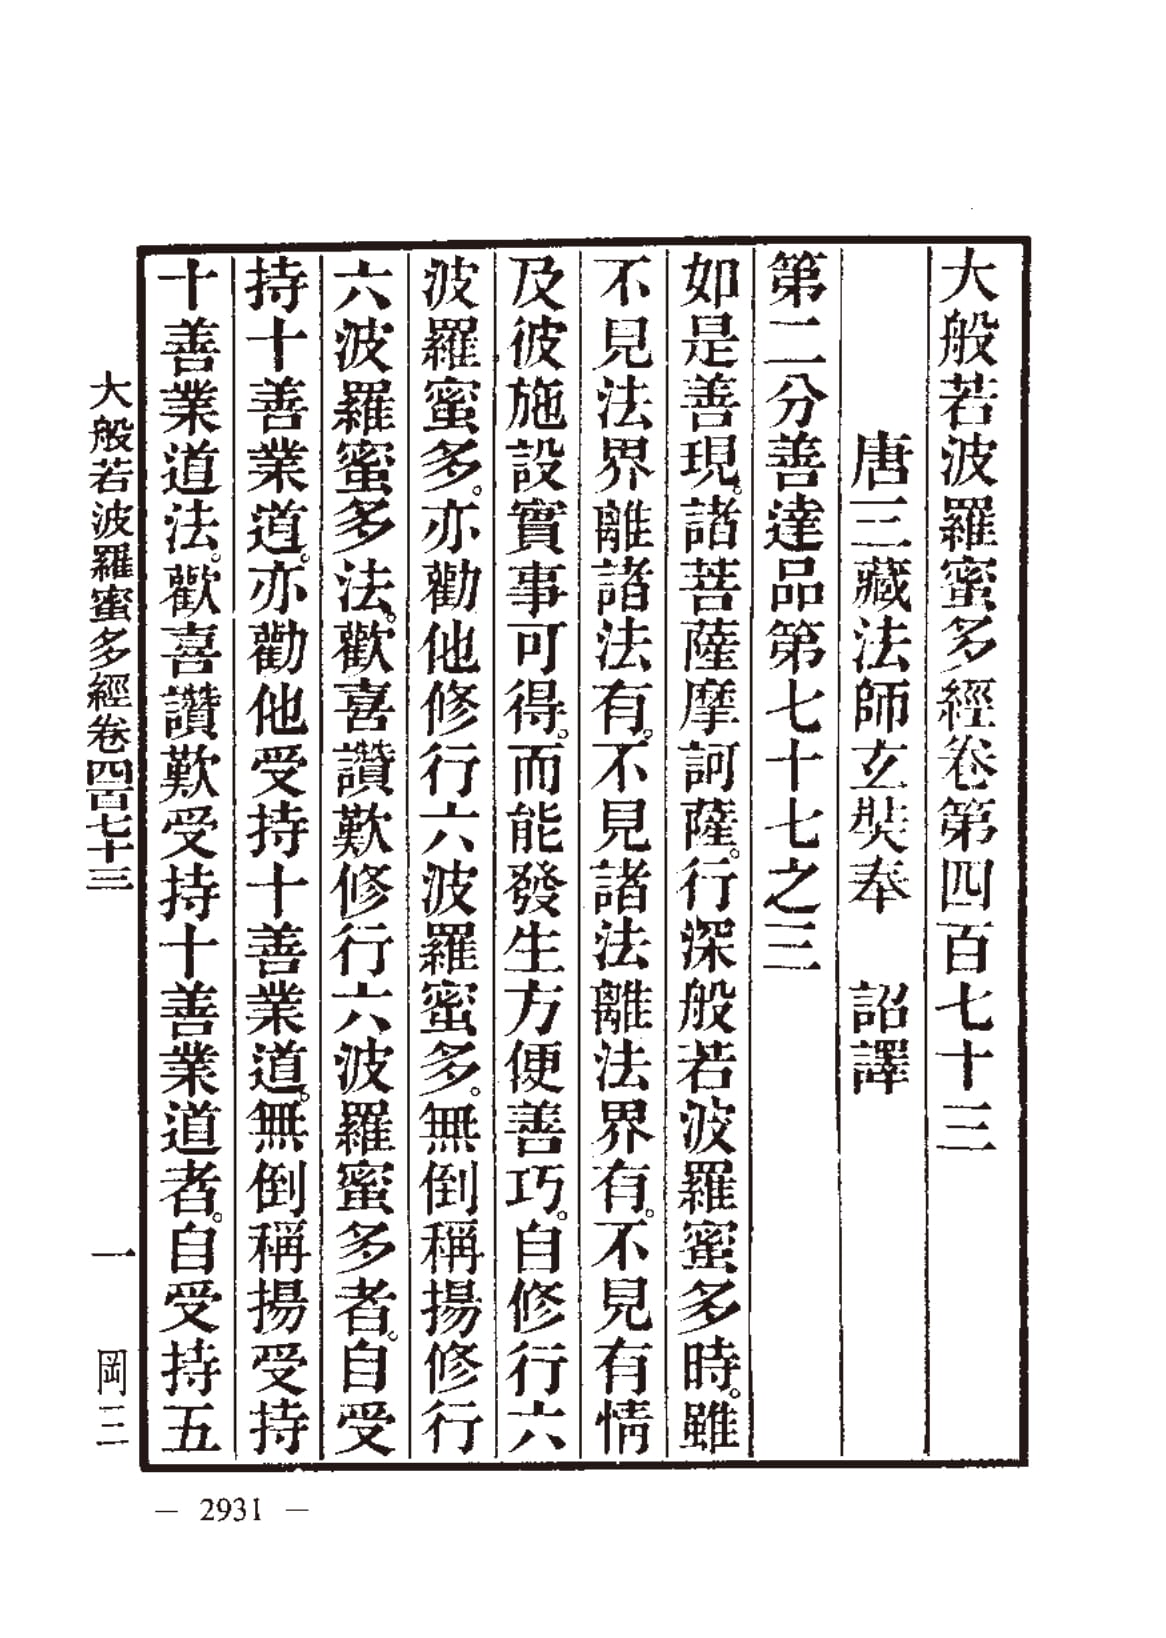 大般若波羅蜜多經卷第四百七十三
唐三藏法師玄奘奉　詔譯
第二分善達品第七十七之三
如是善現。諸菩薩摩訶薩。行深般若波羅蜜多時。雖
不見法界離諸法有。不見諸法離法界有。不見有情
及彼施設實事可得。而能發生方便善巧。自修行六
波羅蜜多。亦勸他修行六波羅蜜多。無倒稱揚修行
六波羅蜜多法。歡喜讚歎修行六波羅蜜多者。自受
持十善業道。亦勸他受持十善業道。無倒稱揚受持
十善業道法。歡喜讚歎受持十善業道者。自受持五
大般若波羅蜜多經卷四百七十三　一　岡三
— 2931 —